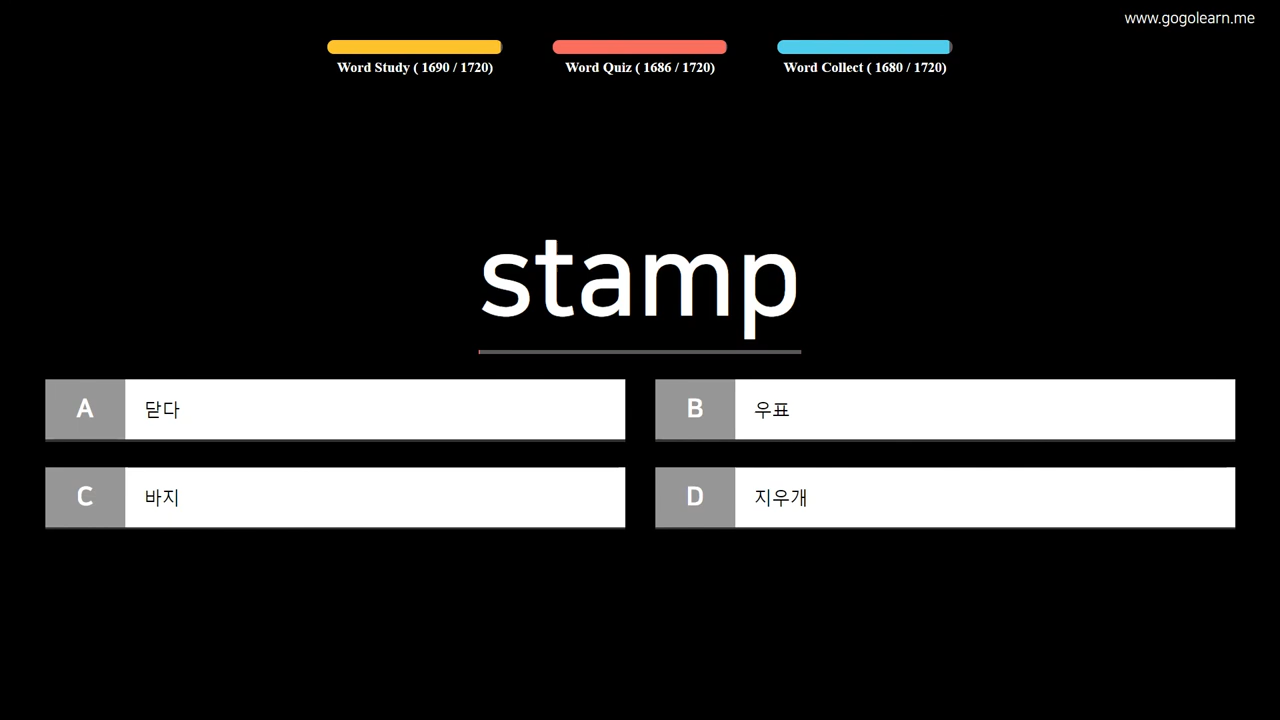 www.gogolearn.me
Word Study ( 1690 / 1720)
Word Quiz ( 1686 / 1720)
Word Collect ( 1680 / 1720)
stamp
A 닫다
B 우표
C 바지
D 지우개